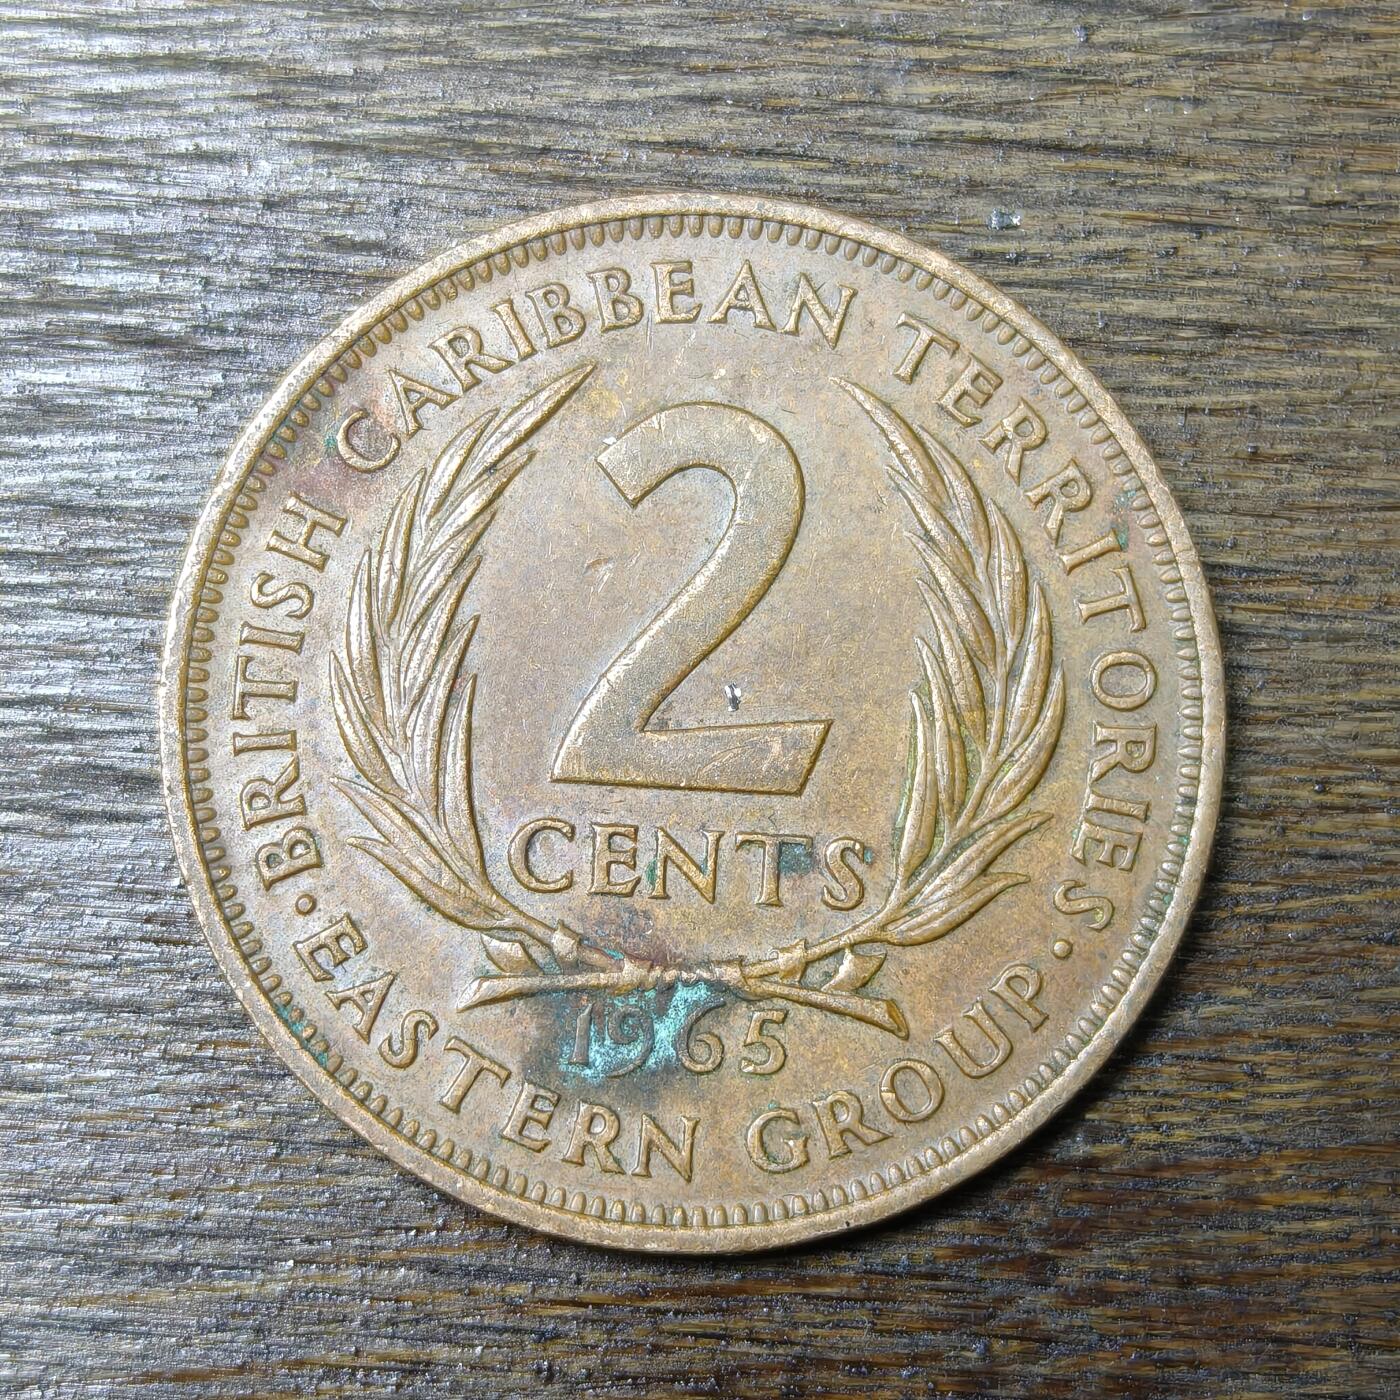 BRITISH CARIBBEAN TERRITORIES
2
CENTS
1965
· EASTERN GROUP ·